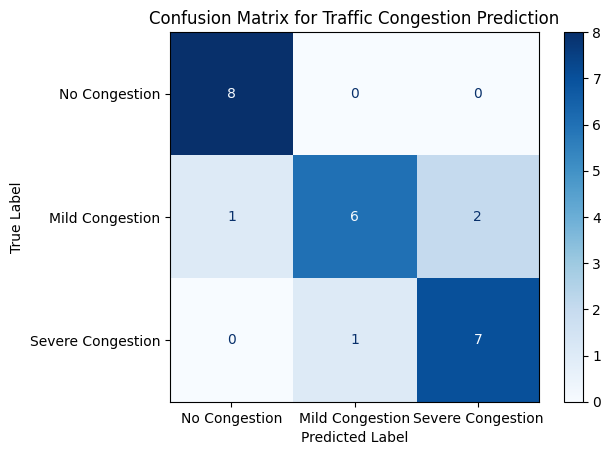 Confusion Matrix for Traffic Congestion Prediction
True Label
No Congestion 8 0 0
Mild Congestion 1 6 2
Severe Congestion 0 1 7
No Congestion Mild Congestion Severe Congestion
Predicted Label
8
7
6
5
4
3
2
1
0